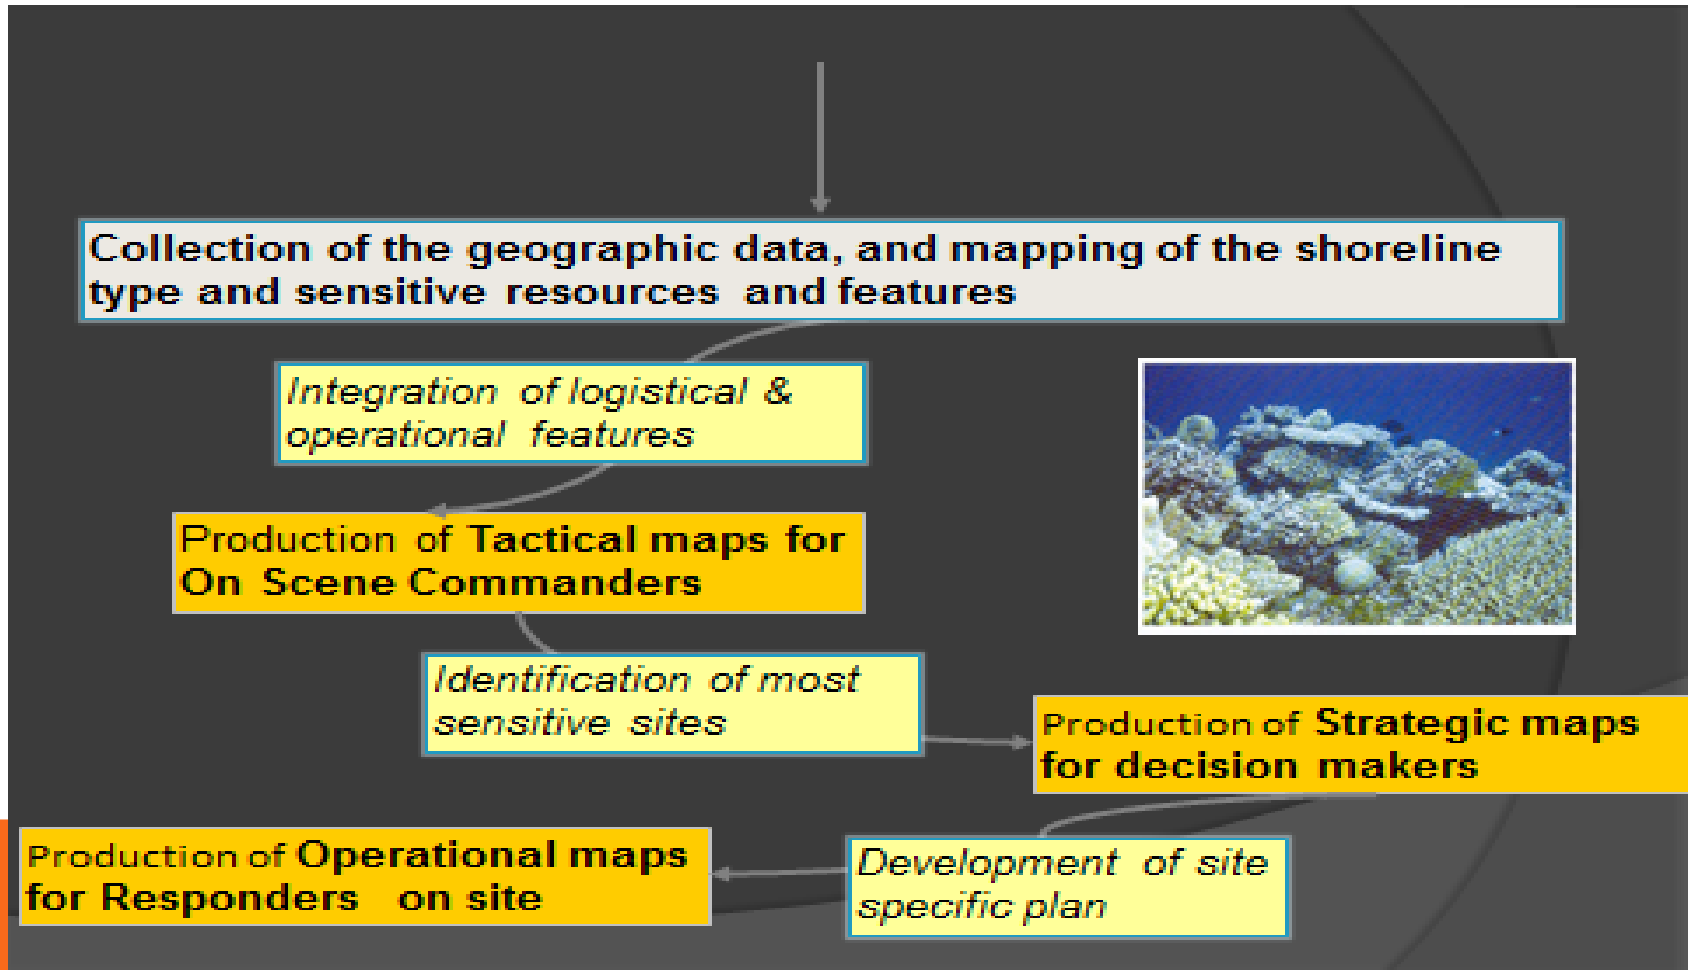 Collection of the geographic data, and mapping of the shoreline
type and sensitive resources and features
Integration of logistical &
operational features
Production of Tactical maps for
On Scene Commanders
Identification of most
sensitive sites
Production of Strategic maps
for decision makers
Development of site
specific plan
Production of Operational maps
for Responders on site